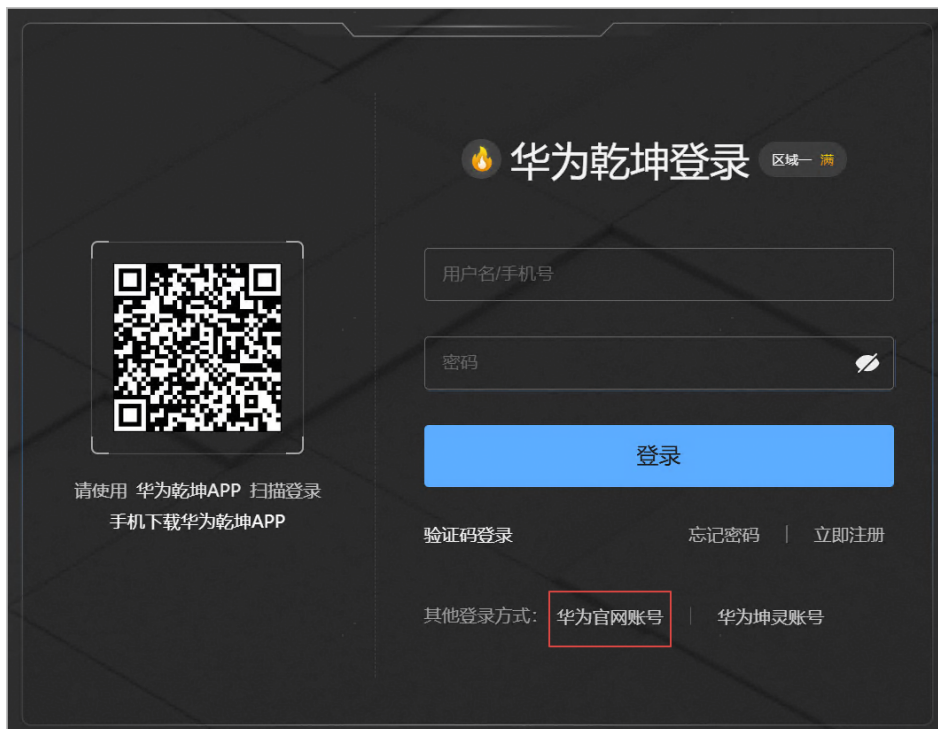 华为乾坤登录 区域一 满
用户名/手机号
密码
登录
验证码登录 忘记密码 | 立即注册
其他登录方式: 华为官网账号 | 华为坤灵账号
请使用 华为乾坤APP 扫描登录
手机下载华为乾坤APP